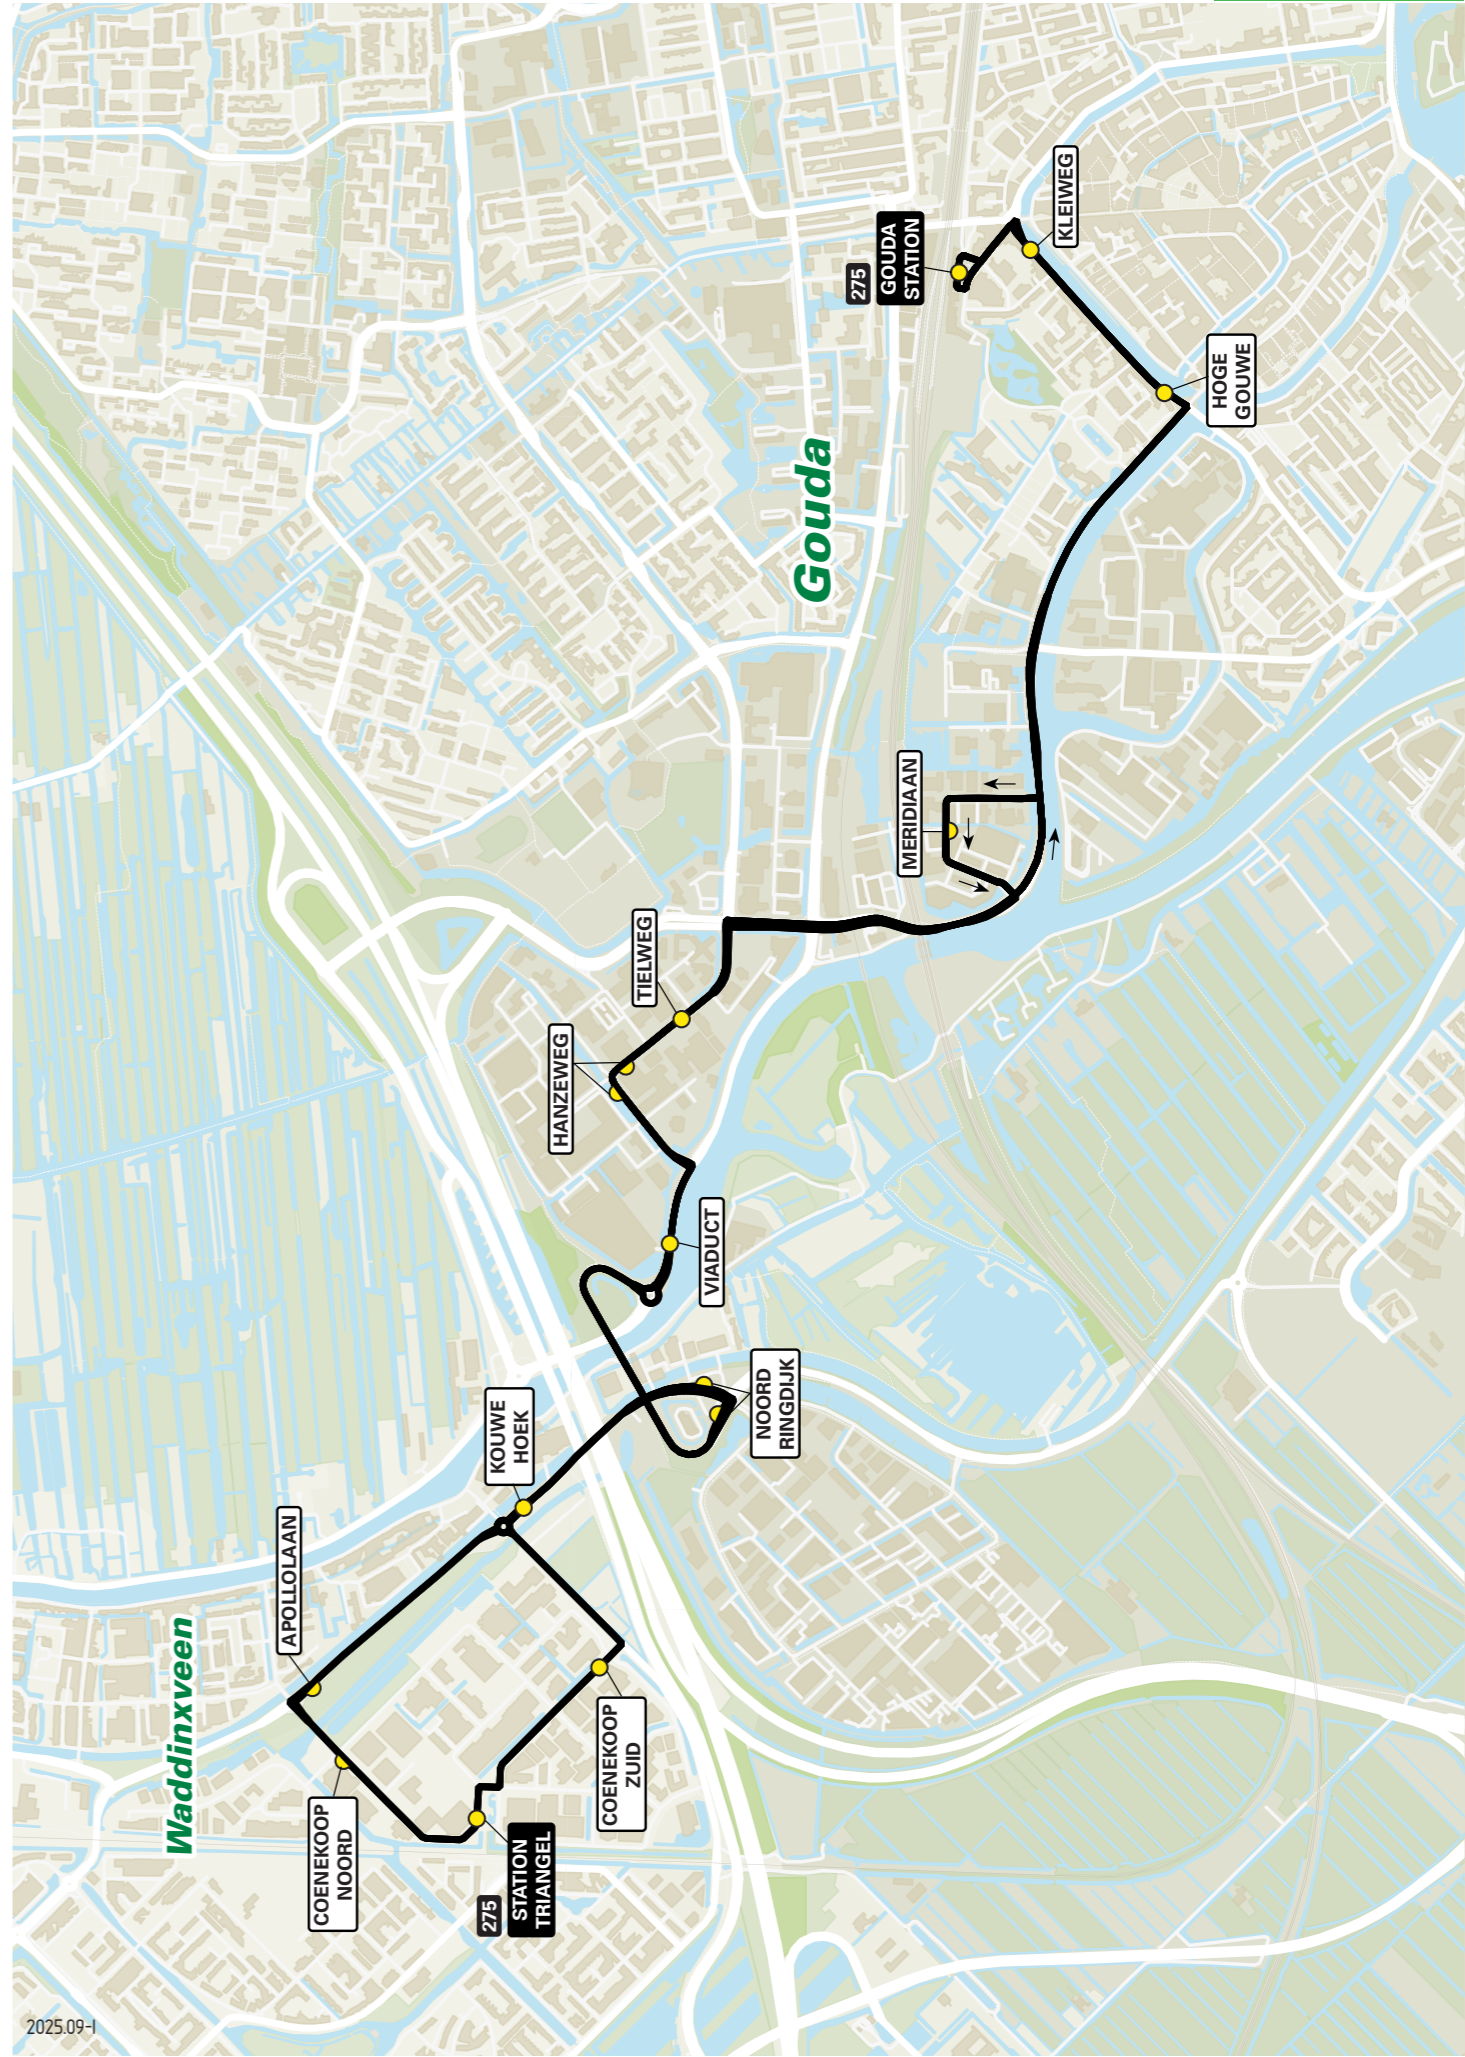 Waddinxveen
Gouda
275
STATION
TRIANGEL
COENEKOOP
NOORD
APOLLOLAAN
COENEKOOP
ZUID
KOUWE
HOEK
NOORD
RINGDIJK
VIADUCT
HANZEWEG
TIELWEG
MERIDIAAN
HOGE
GOUWE
KLEIWEG
275
GOUDA
STATION
2025.09-I